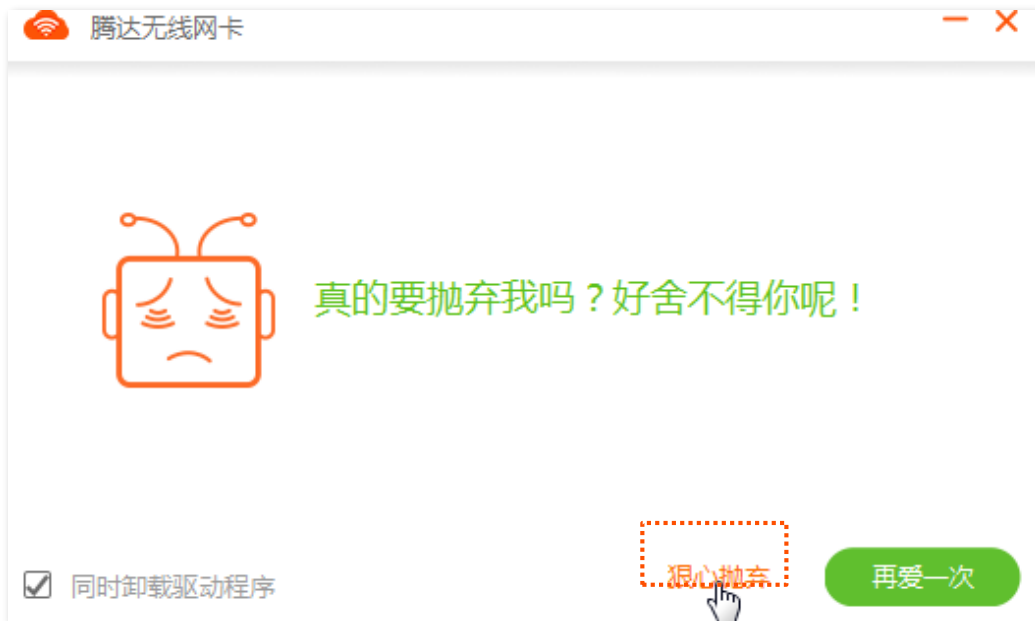 腾达无线网卡
真的要抛弃我吗？好舍不得你呢！
同时卸载驱动程序
狠心抛弃
再爱一次